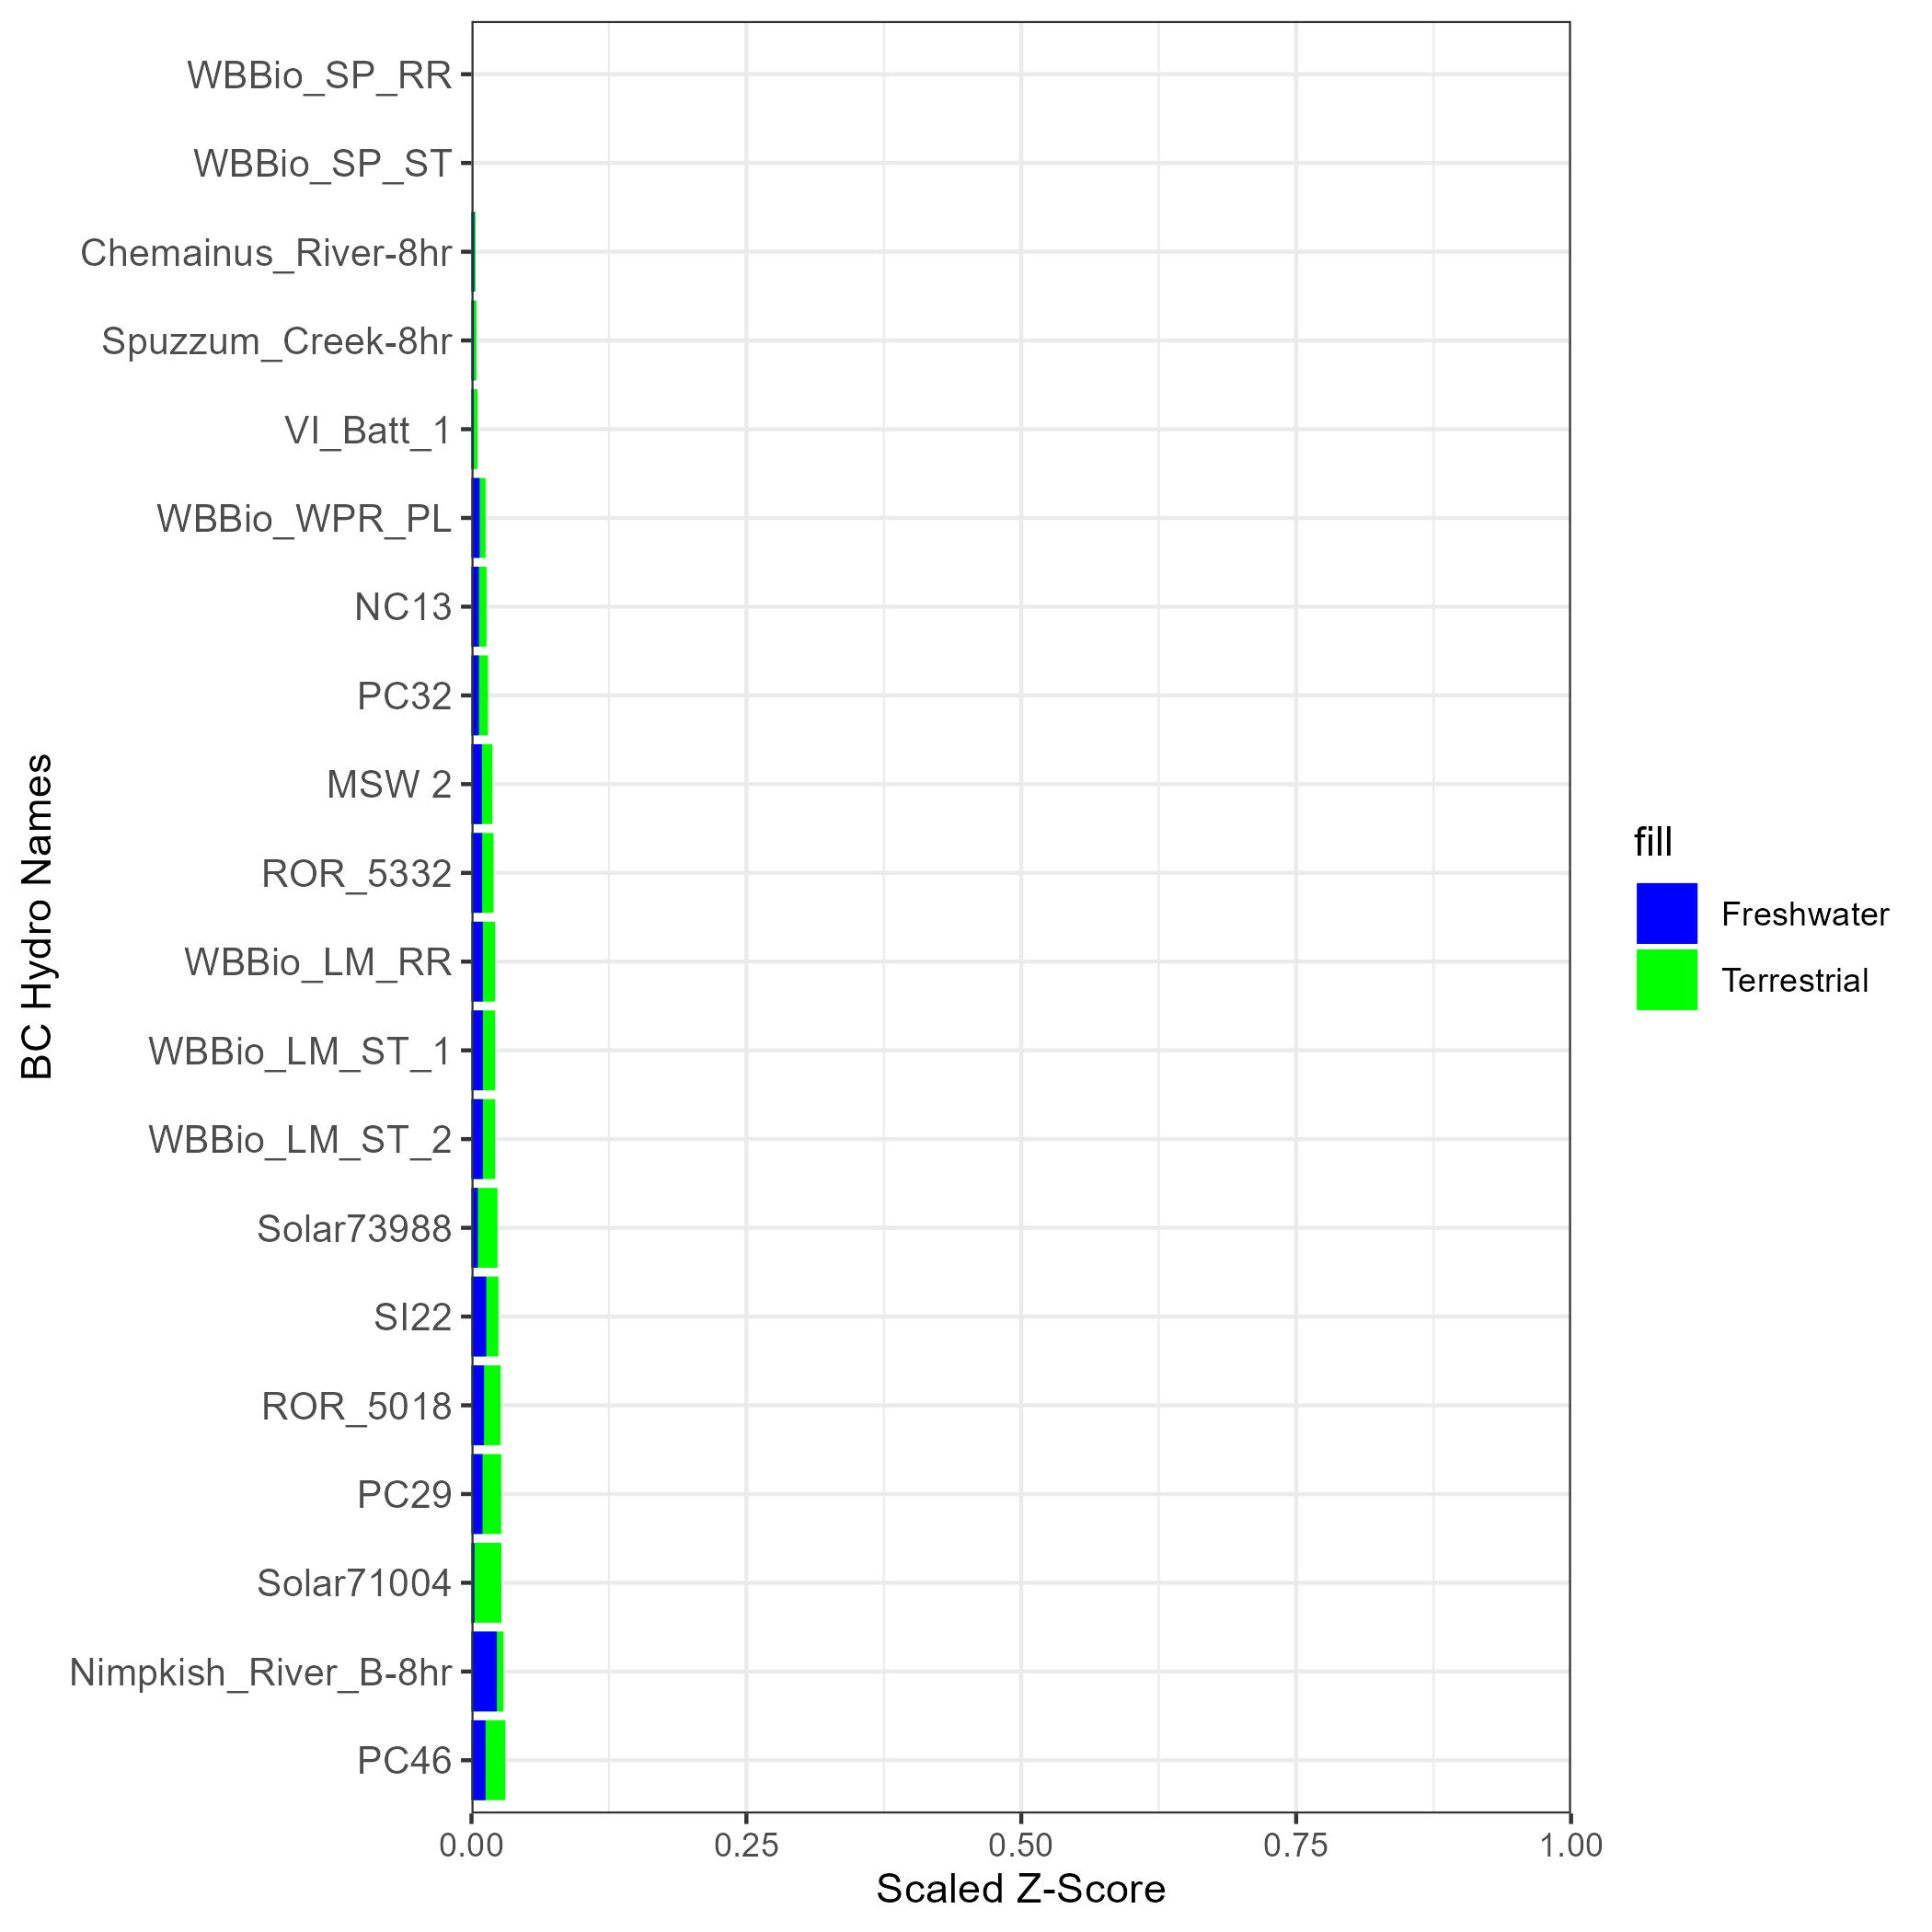 WBBio_SP_RR
WBBio_SP_ST
Chemainus_River-8hr
Spuzzum_Creek-8hr
VI_Batt_1
WBBio_WPR_PL
NC13
PC32
MSW 2
ROR_5332
WBBio_LM_RR
WBBio_LM_ST_1
WBBio_LM_ST_2
Solar73988
SI22
ROR_5018
PC29
Solar71004
Nimpkish_River_B-8hr
PC46
BC Hydro Names
0.00 0.25 0.50 0.75 1.00
Scaled Z-Score
fill
Freshwater
Terrestrial